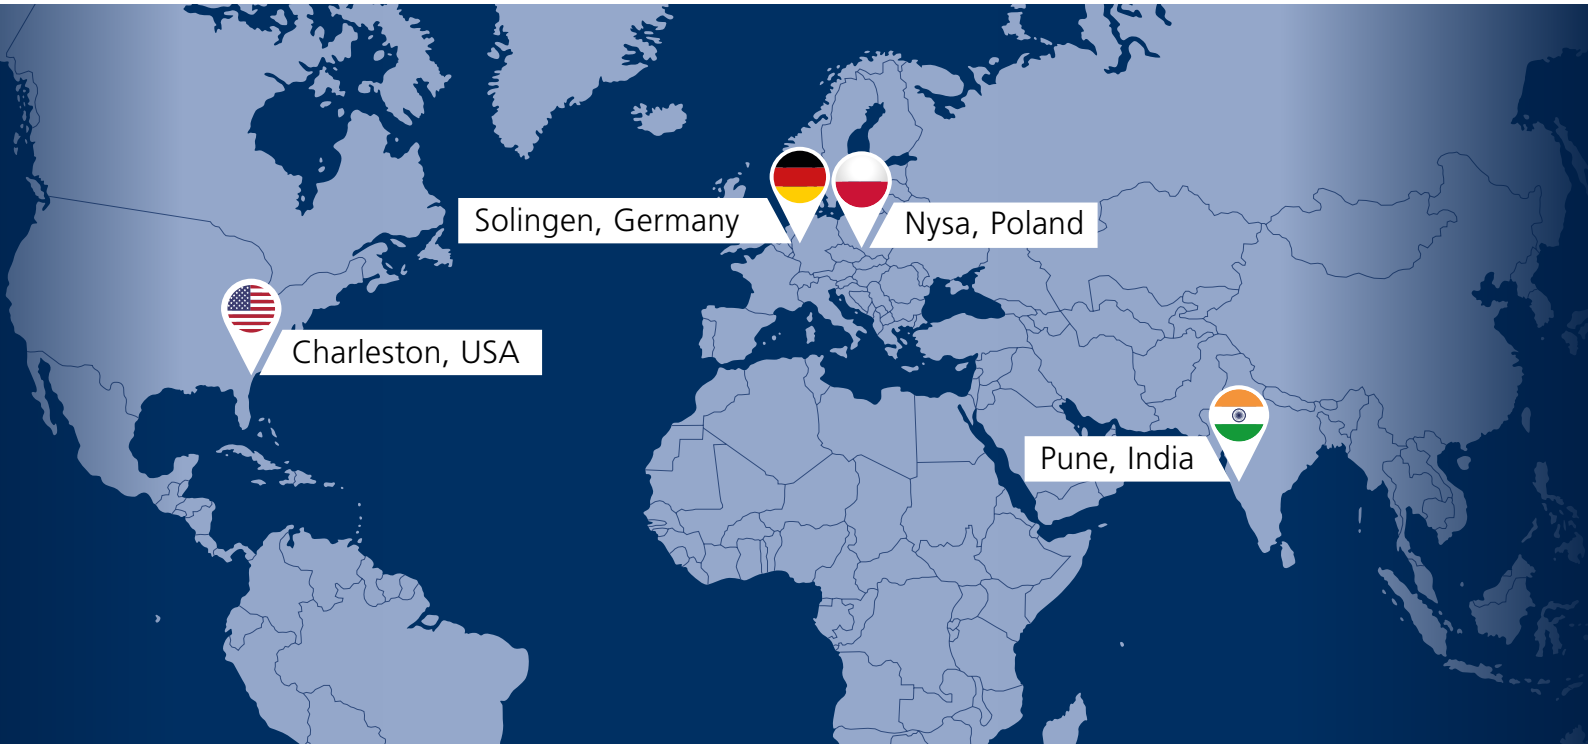 Solingen, Germany
Nysa, Poland
Charleston, USA
Pune, India